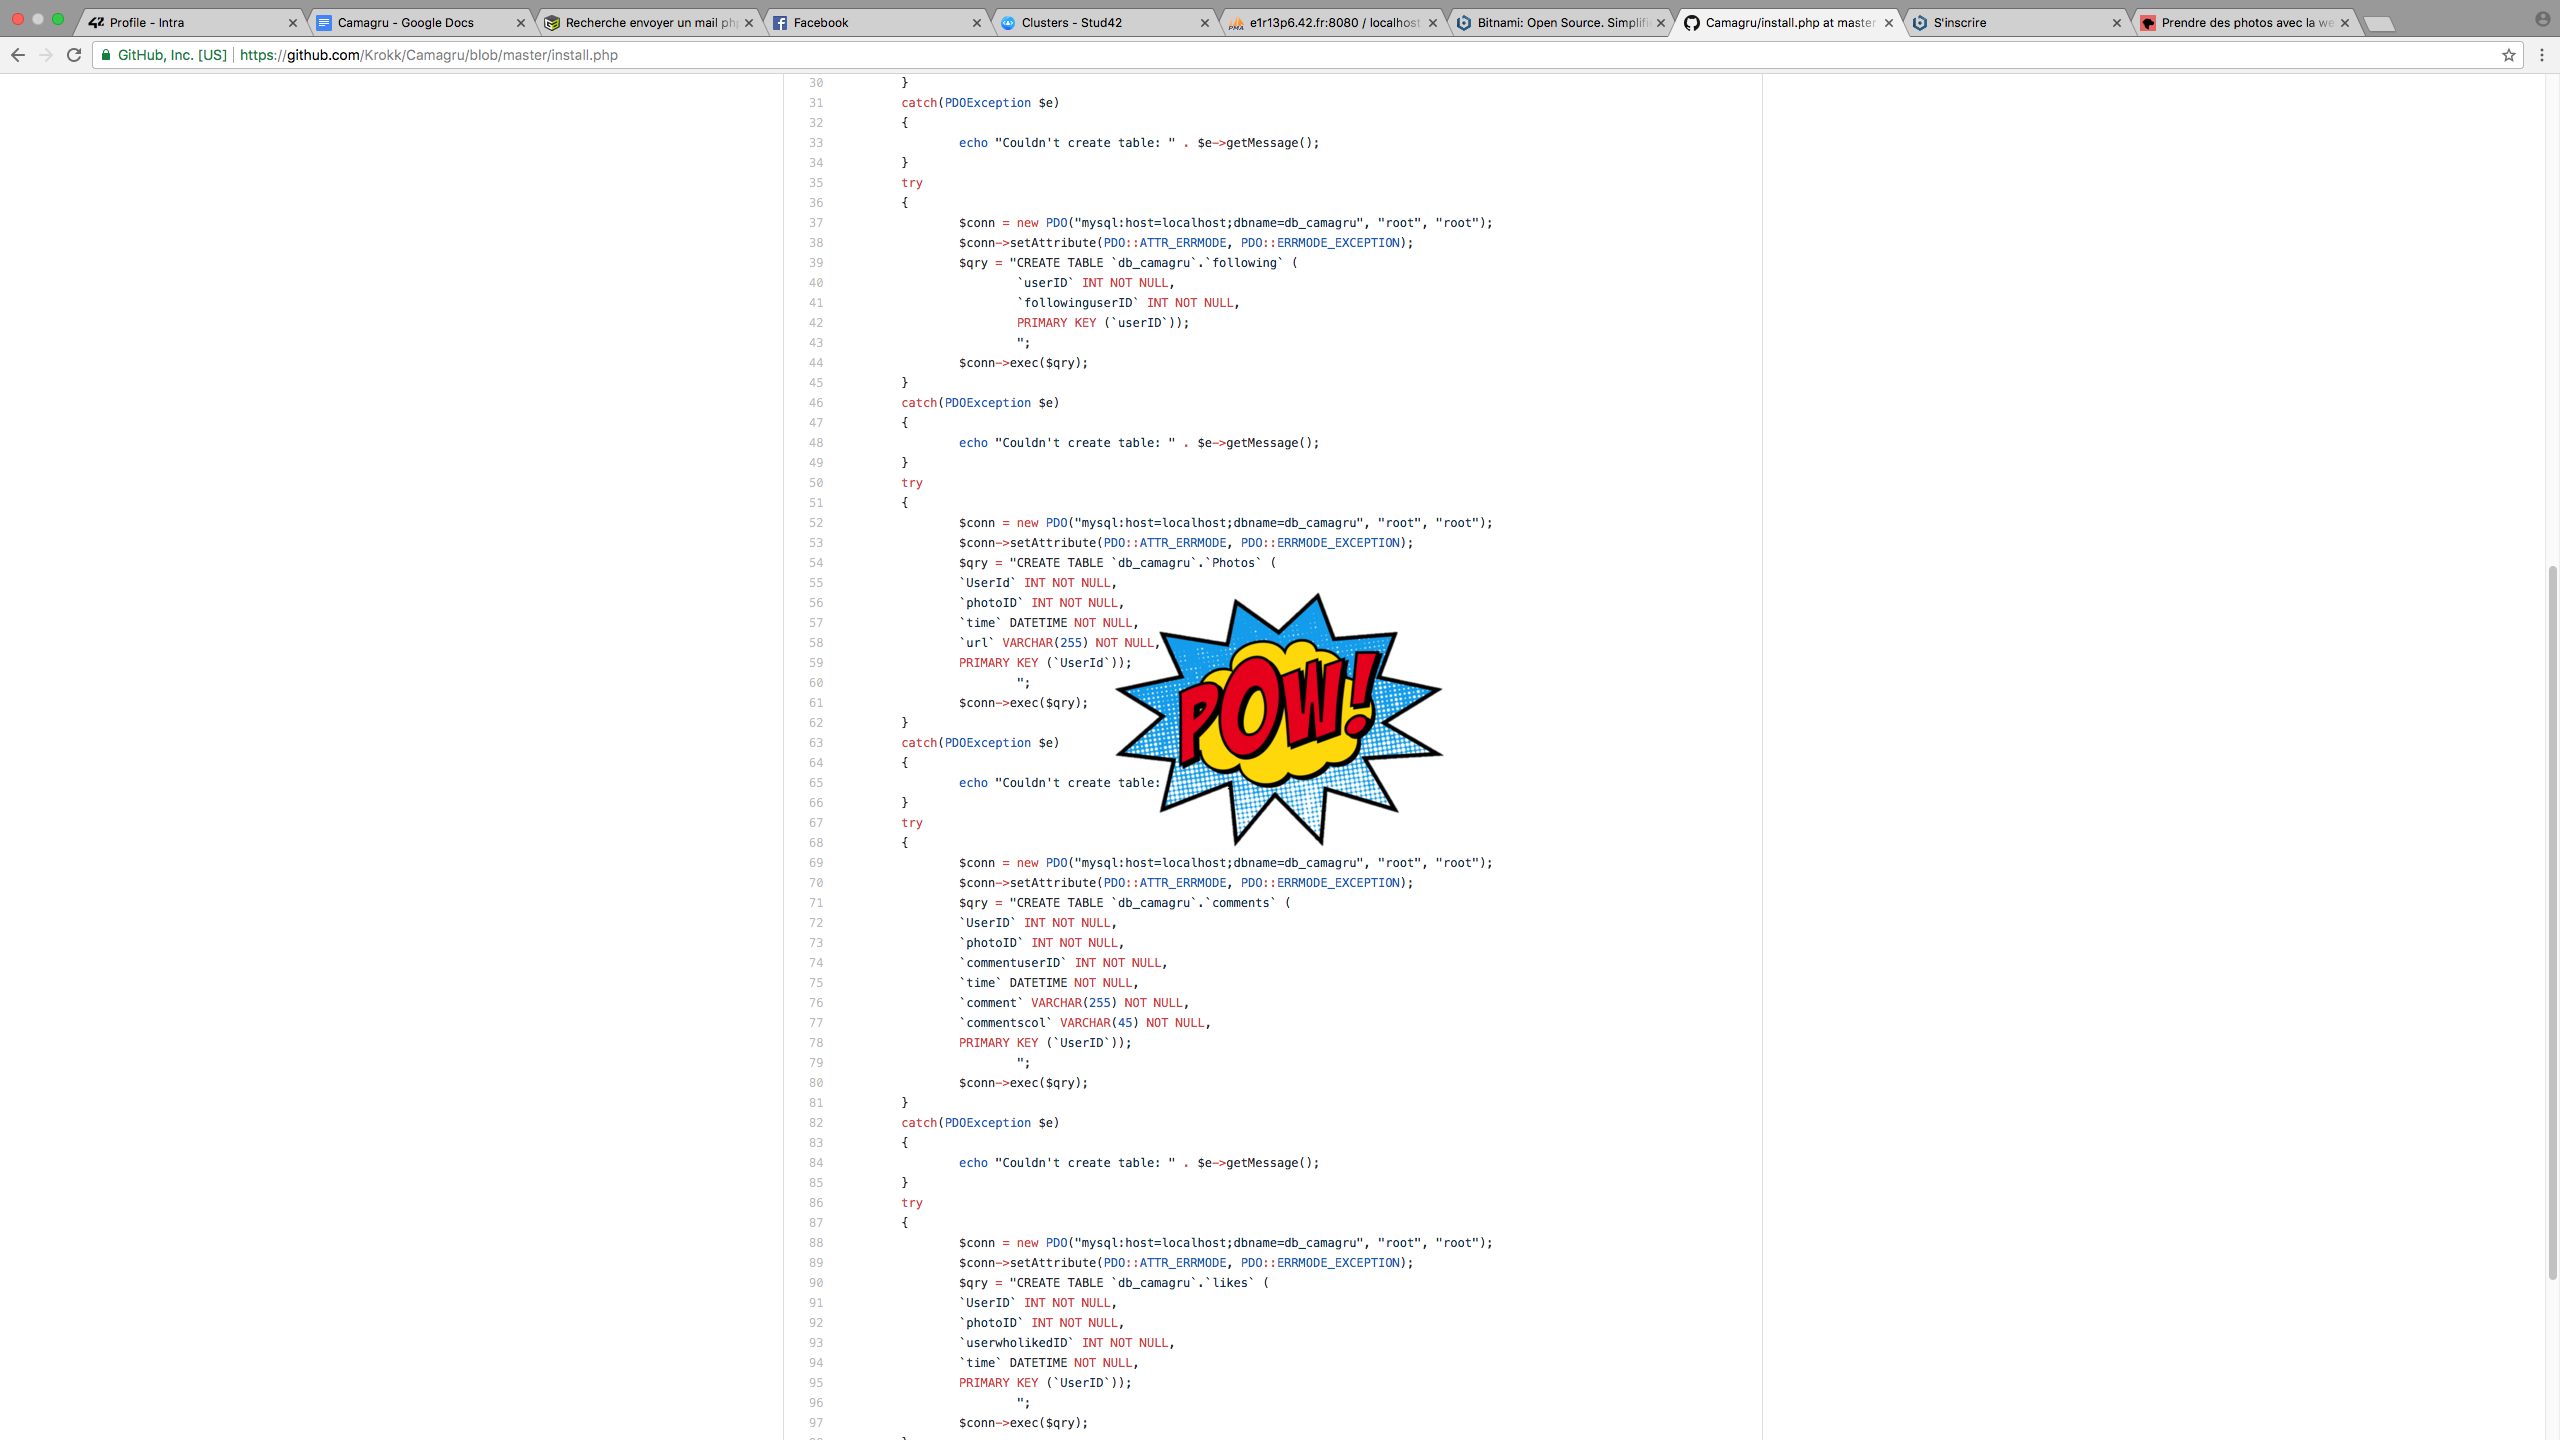 Profile - Intra
Camagru - Google Docs
Recherche envoyer un mail php
Facebook
Clusters - Stud42
e1r13p6.42.fr:8080 / localhost
Bitnami: Open Source. Simplifi
Camagru/install.php at master
S'inscrire
Prendre des photos avec la we
GitHub, Inc. [US] https://github.com/Krokk/Camagru/blob/master/install.php
30 }
31 catch(PDOException $e)
32 {
33 echo "Couldn't create table: " . $e->getMessage();
34 }
35 try
36 {
37 $conn = new PDO("mysql:host=localhost;dbname=db_camagru", "root", "root");
38 $conn->setAttribute(PDO::ATTR_ERRMODE, PDO::ERRMODE_EXCEPTION);
39 $qry = "CREATE TABLE `db_camagru`.`following` (
40 `userID` INT NOT NULL,
41 `followinguserID` INT NOT NULL,
42 PRIMARY KEY (`userID`));
43 ";
44 $conn->exec($qry);
45 }
46 catch(PDOException $e)
47 {
48 echo "Couldn't create table: " . $e->getMessage();
49 }
50 try
51 {
52 $conn = new PDO("mysql:host=localhost;dbname=db_camagru", "root", "root");
53 $conn->setAttribute(PDO::ATTR_ERRMODE, PDO::ERRMODE_EXCEPTION);
54 $qry = "CREATE TABLE `db_camagru`.`Photos` (
55 `UserId` INT NOT NULL,
56 `photoID` INT NOT NULL,
57 `time` DATETIME NOT NULL,
58 `url` VARCHAR(255) NOT NULL,
59 PRIMARY KEY (`UserId`));
60 ";
61 $conn->exec($qry);
POW!
62 }
63 catch(PDOException $e)
64 {
65 echo "Couldn't create table:
66 }
67 try
68 {
69 $conn = new PDO("mysql:host=localhost;dbname=db_camagru", "root", "root");
70 $conn->setAttribute(PDO::ATTR_ERRMODE, PDO::ERRMODE_EXCEPTION);
71 $qry = "CREATE TABLE `db_camagru`.`comments` (
72 `UserID` INT NOT NULL,
73 `photoID` INT NOT NULL,
74 `commentuserID` INT NOT NULL,
75 `time` DATETIME NOT NULL,
76 `comment` VARCHAR(255) NOT NULL,
77 `commentscol` VARCHAR(45) NOT NULL,
78 PRIMARY KEY (`UserID`));
79 ";
80 $conn->exec($qry);
81 }
82 catch(PDOException $e)
83 {
84 echo "Couldn't create table: " . $e->getMessage();
85 }
86 try
87 {
88 $conn = new PDO("mysql:host=localhost;dbname=db_camagru", "root", "root");
89 $conn->setAttribute(PDO::ATTR_ERRMODE, PDO::ERRMODE_EXCEPTION);
90 $qry = "CREATE TABLE `db_camagru`.`likes` (
91 `UserID` INT NOT NULL,
92 `photoID` INT NOT NULL,
93 `userwholikedID` INT NOT NULL,
94 `time` DATETIME NOT NULL,
95 PRIMARY KEY (`UserID`));
96 ";
97 $conn->exec($qry);